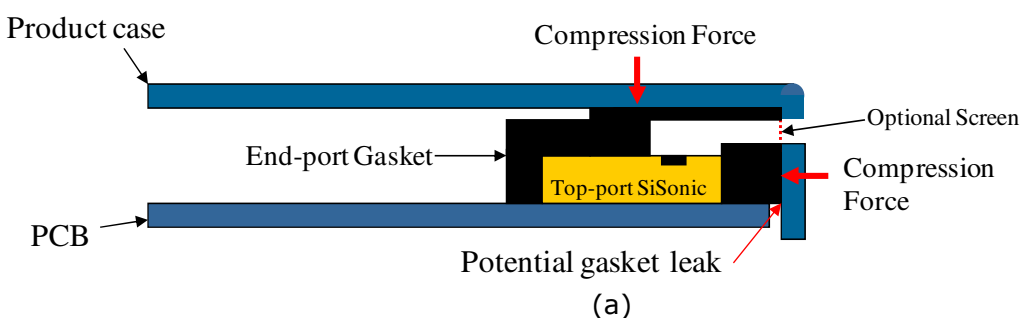 Product case
Compression Force
Optional Screen
End-port Gasket
Top-port SiSonic
Compression
Force
PCB
Potential gasket leak
(a)